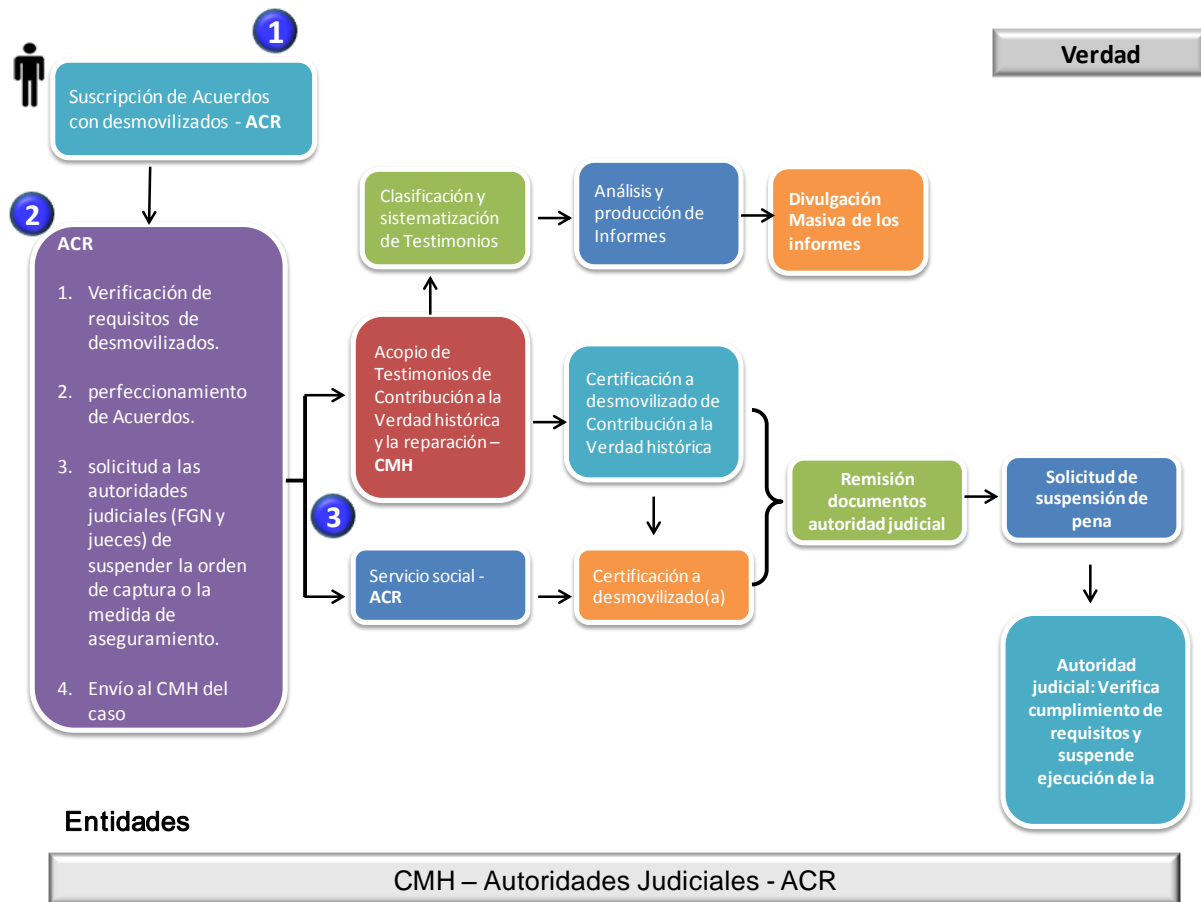 1
Verdad
Suscripción de Acuerdos
con desmovilizados - ACR
2
ACR
1. Verificación de
requisitos de
desmovilizados.
2. perfeccionamiento
de Acuerdos.
3. solicitud a las
autoridades
judiciales (FGN y
jueces) de
suspender la orden
de captura o la
medida de
aseguramiento.
4. Envío al CMH del
caso
Clasificación y
sistematización
de Testimonios
Análisis y
producción de
Informes
Divulgación
Masiva de los
informes
Acopio de
Testimonios de
Contribución a la
Verdad histórica
y la reparación –
CMH
Certificación a
desmovilizado de
Contribución a la
Verdad histórica
3
Servicio social -
ACR
Certificación a
desmovilizado(a)
Remisión
documentos
autoridad judicial
Solicitud de
suspensión de
pena
Autoridad
judicial: Verifica
cumplimiento de
requisitos y
suspende
ejecución de la
Entidades
CMH – Autoridades Judiciales - ACR